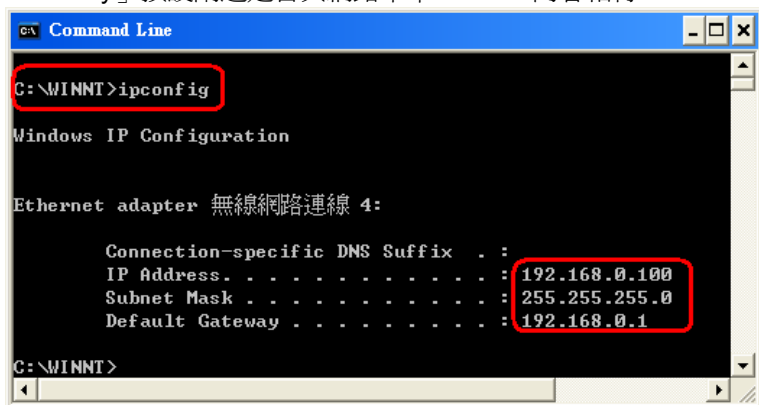 Command Line
C:\WINNT>ipconfig
Windows IP Configuration
Ethernet adapter 無線網路連線 4:
Connection-specific DNS Suffix . :
IP Address. . . . . . . . . . . . : 192.168.0.100
Subnet Mask . . . . . . . . . . . : 255.255.255.0
Default Gateway . . . . . . . . . : 192.168.0.1
C:\WINNT>